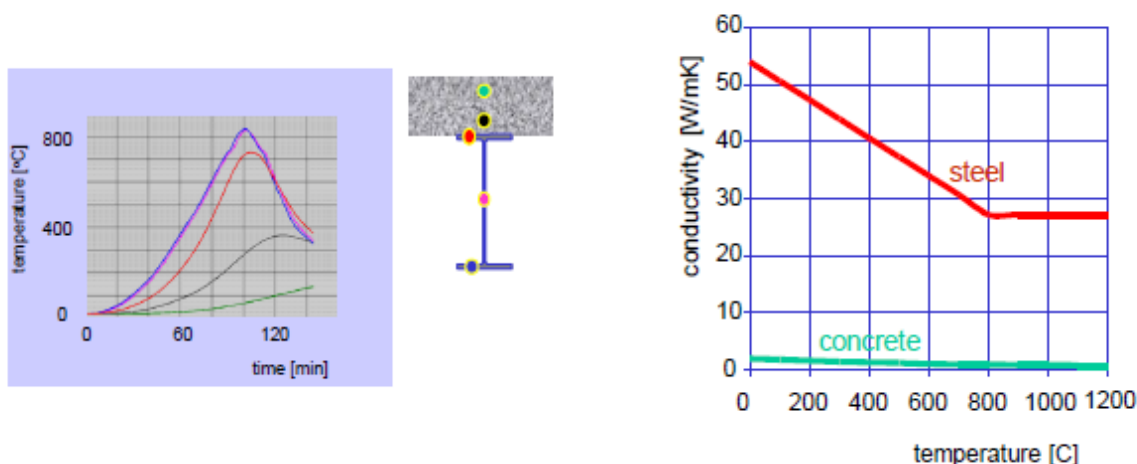 temperature [ºC]
800
400
0
0 60 120
time [min]
conductivity [W/mK]
60
50
40
30
20
10
0
steel
concrete
0 200 400 600 800 1000 1200
temperature [C]